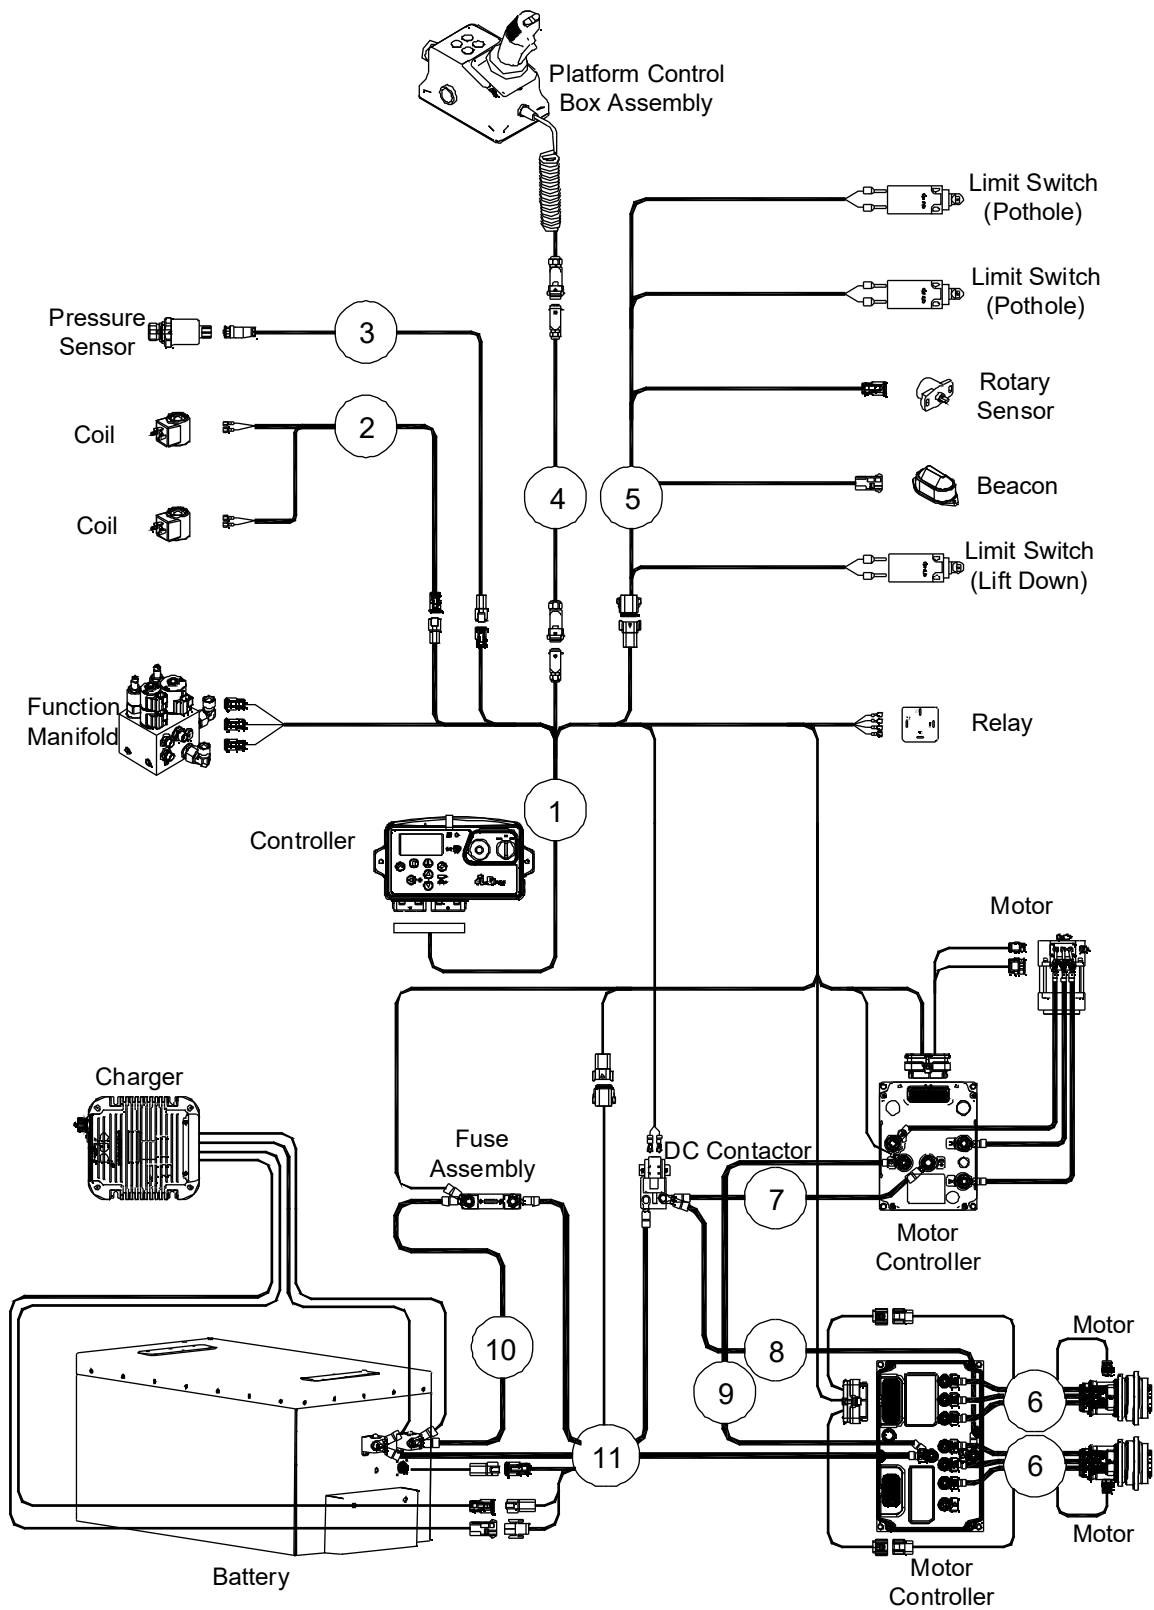 Platform Control
Box Assembly
Limit Switch
(Pothole)
Limit Switch
(Pothole)
Pressure
Sensor
3
Rotary
Sensor
Coil
2
4
5
Beacon
Coil
Limit Switch
(Lift Down)
Function
Manifold
Relay
1
Controller
Motor
Charger
Fuse
Assembly
DC Contactor
7
Motor
Controller
10
8
Motor
9
6
11
6
Motor
Battery
Motor
Controller